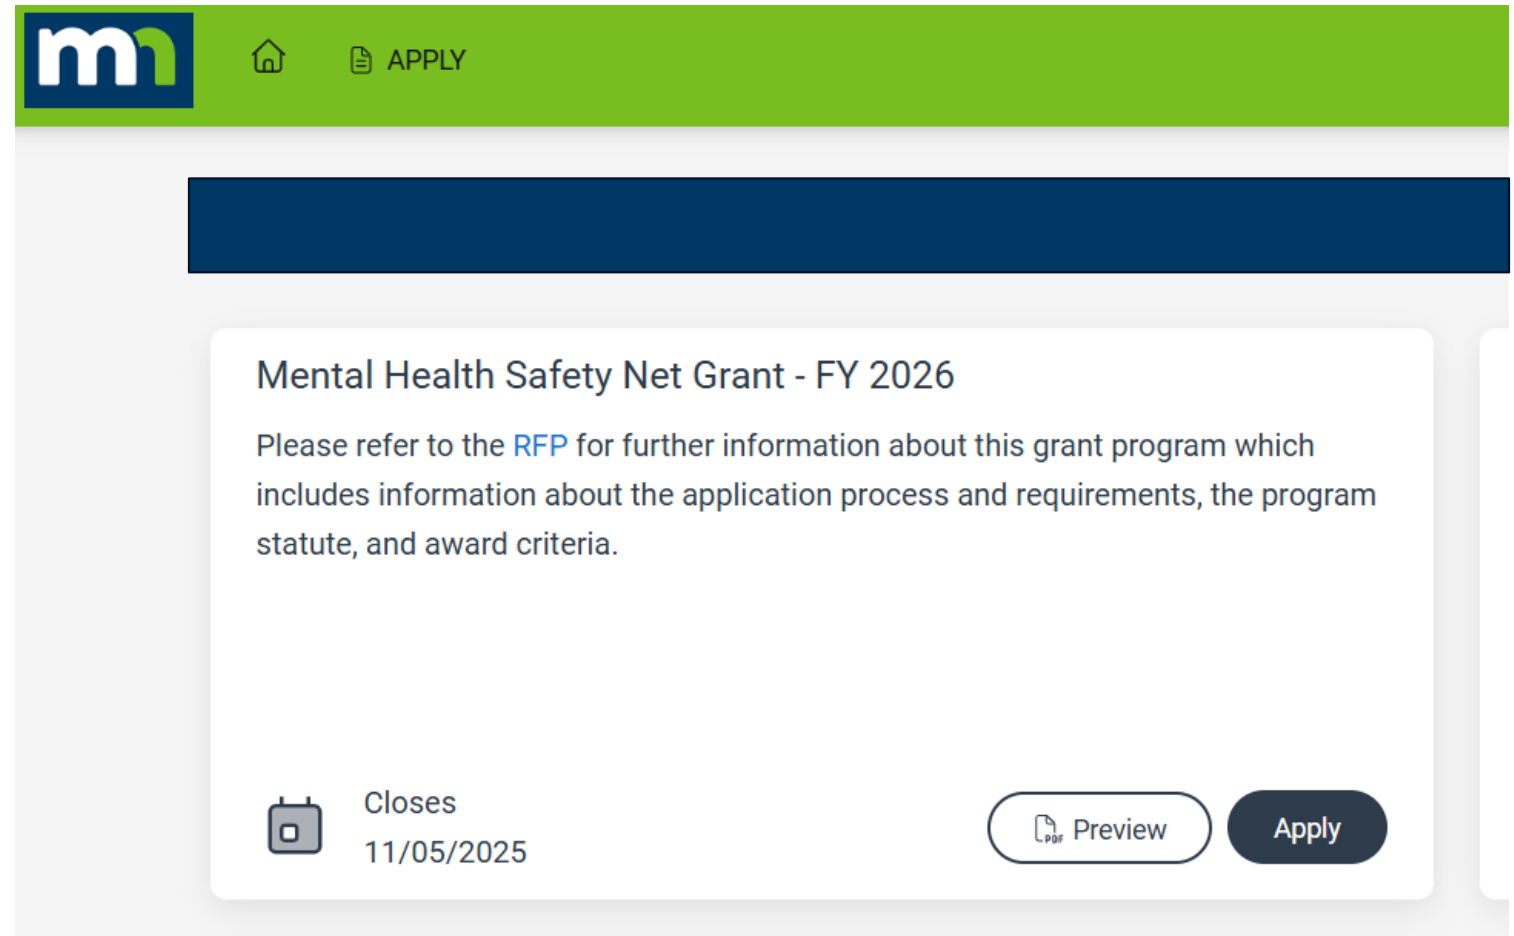 mn
APPLY
Mental Health Safety Net Grant - FY 2026
Please refer to the RFP for further information about this grant program which
includes information about the application process and requirements, the program
statute, and award criteria.
Closes
11/05/2025
PDF Preview
Apply